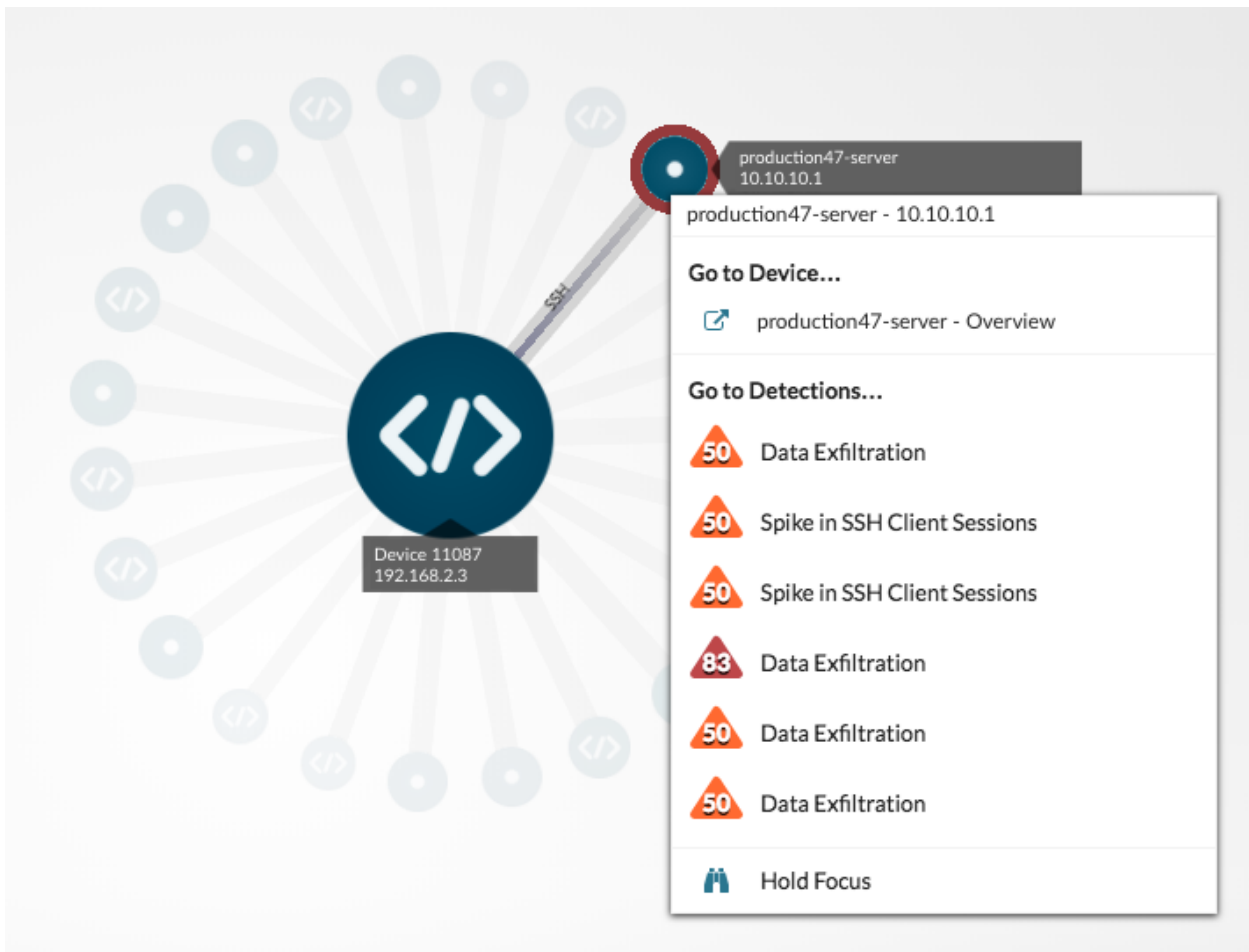 production47-server
10.10.10.1
production47-server - 10.10.10.1
Go to Device...
production47-server - Overview
Go to Detections...
50 Data Exfiltration
50 Spike in SSH Client Sessions
50 Spike in SSH Client Sessions
83 Data Exfiltration
50 Data Exfiltration
50 Data Exfiltration
Hold Focus
SSH
Device 11087
192.168.2.3